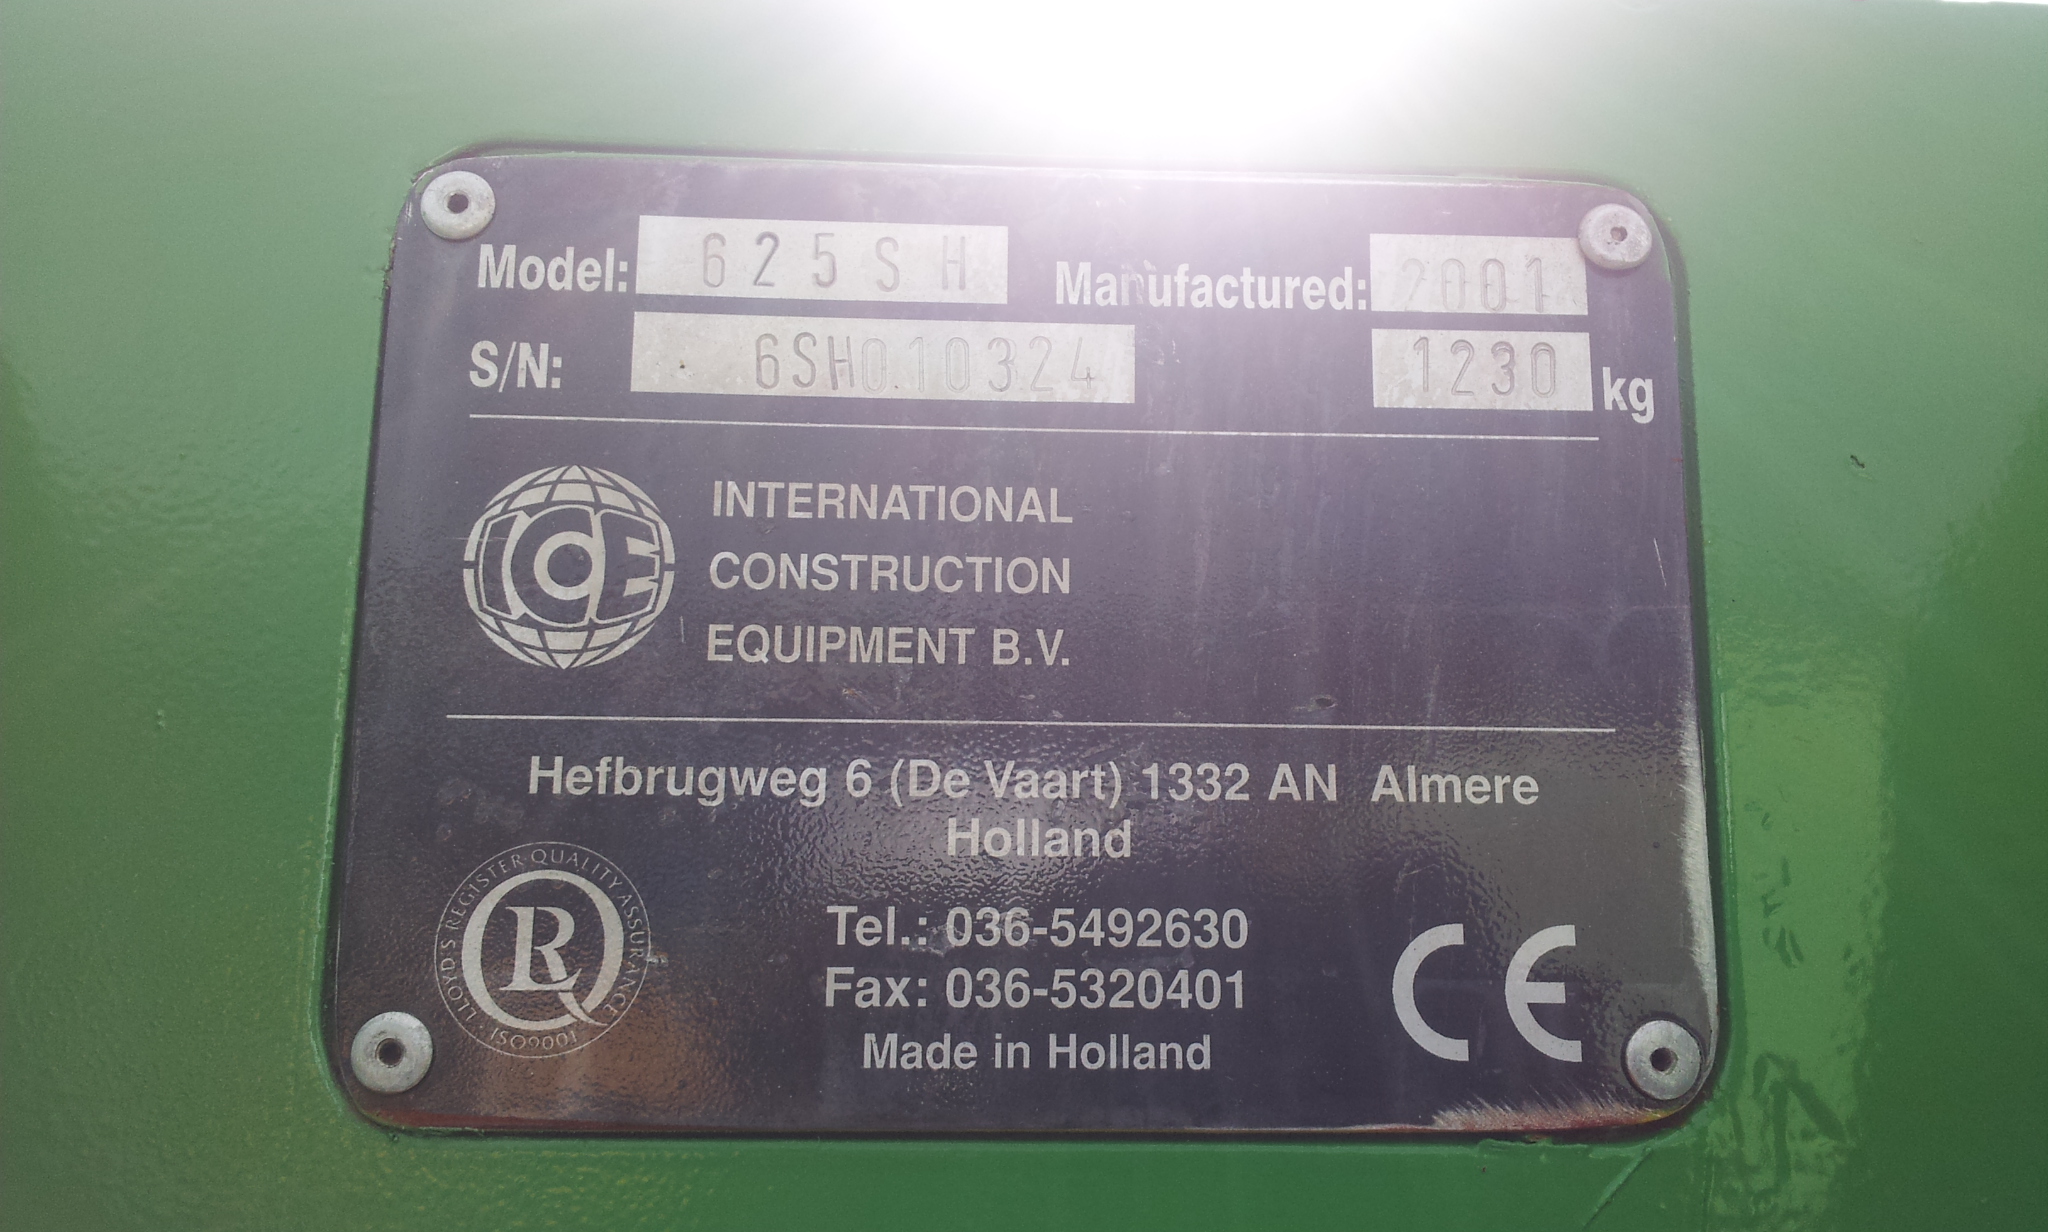 Model: 625SH Manufactured: 2001
S/N: 6SH010324 1230 kg
ICE
INTERNATIONAL
CONSTRUCTION
EQUIPMENT B.V.
Hefbrugweg 6 (De Vaart) 1332 AN Almere
Holland
LLOYD'S REGISTER QUALITY ASSURANCE
LRQ
ISO9001
Tel.: 036-5492630
Fax: 036-5320401
Made in Holland
CE